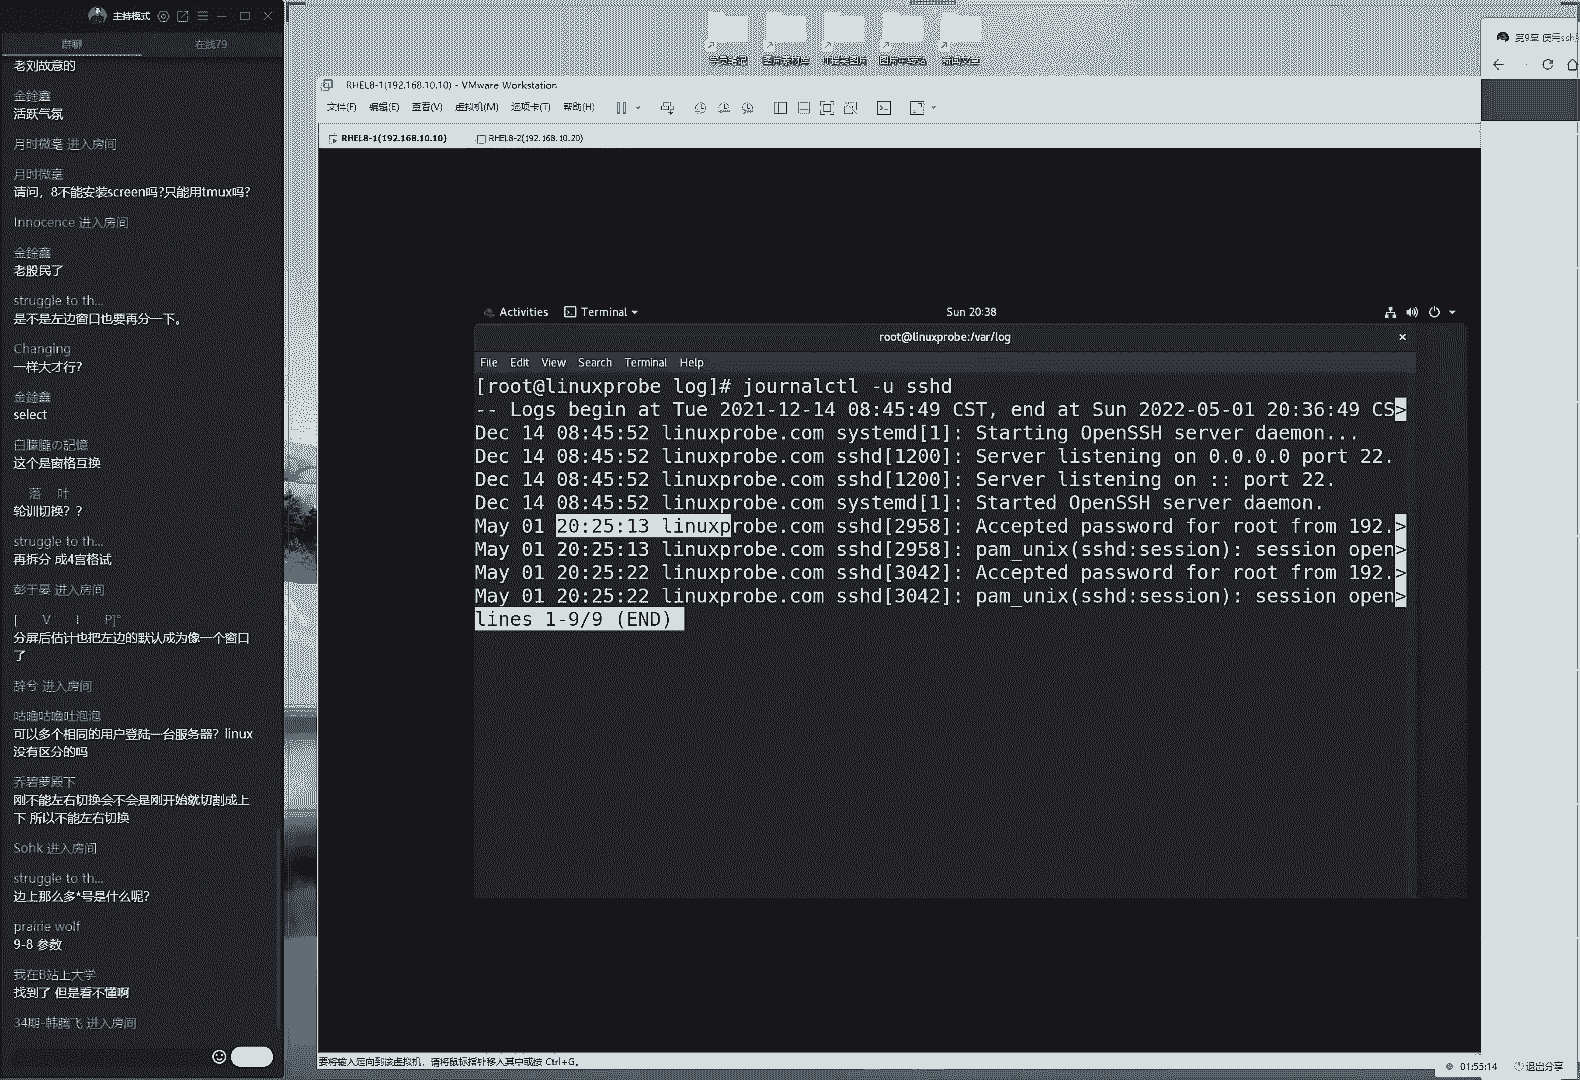 主持模式
群聊
在线79
老刘故意的
金鍂鑫
活跃气氛
月时微毫 进入房间
月时微毫
请问，8不能安装screen吗?只能用tmux吗?
Innocence 进入房间
金鍂鑫
老股民了
struggle to th...
是不是左边窗口也要再分一下。
Changing
一样大才行?
金鍂鑫
select
白朦朧の記憶
这个是窗格互换
落 叶
轮训切换？?
struggle to th...
再拆分 成4宫格试
彭于晏 进入房间
[ V I P]°
分屏后估计也把左边的默认成为像一个窗口
了
辞兮 进入房间
咕噜咕噜吐泡泡
可以多个相同的用户登陆一台服务器？linux
没有区分的吗
乔碧萝殿下
刚不能左右切换会不会是刚开始就切割成上
下 所以不能左右切换
Sohk 进入房间
struggle to th...
边上那么多*号是什么呢?
prairie wolf
9-8 参数
我在B站上大学
找到了 但是看不懂啊
34期-韩腾飞 进入房间
RHEL8-1(192.168.10.10) - VMware Workstation
文件(F) 编辑(E) 查看(V) 虚拟机(M) 选项卡(T) 帮助(H)
RHEL8-1(192.168.10.10)
RHEL8-2(192.168.10.20)
Activities
Terminal
Sun 20:38
root@linuxprobe:/var/log
File Edit View Search Terminal Help
[root@linuxprobe log]# journalctl -u sshd
-- Logs begin at Tue 2021-12-14 08:45:49 CST, end at Sun 2022-05-01 20:36:49 CS>
Dec 14 08:45:52 linuxprobe.com systemd[1]: Starting OpenSSH server daemon...
Dec 14 08:45:52 linuxprobe.com sshd[1200]: Server listening on 0.0.0.0 port 22.
Dec 14 08:45:52 linuxprobe.com sshd[1200]: Server listening on :: port 22.
Dec 14 08:45:52 linuxprobe.com systemd[1]: Started OpenSSH server daemon.
May 01 20:25:13 linuxprobe.com sshd[2958]: Accepted password for root from 192.>
May 01 20:25:13 linuxprobe.com sshd[2958]: pam_unix(sshd:session): session open>
May 01 20:25:22 linuxprobe.com sshd[3042]: Accepted password for root from 192.>
May 01 20:25:22 linuxprobe.com sshd[3042]: pam_unix(sshd:session): session open>
lines 1-9/9 (END)
要将输入定向到该虚拟机，请将鼠标指针移入其中或按 Ctrl+G。
第9章 使用ssh
01:55:14
退出分享